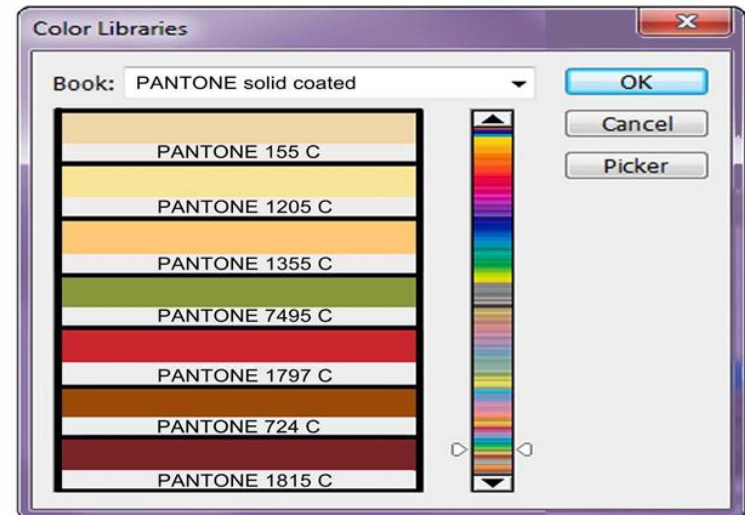 Color Libraries
Book: PANTONE solid coated
OK
Cancel
Picker
PANTONE 155 C
PANTONE 1205 C
PANTONE 1355 C
PANTONE 7495 C
PANTONE 1797 C
PANTONE 724 C
PANTONE 1815 C